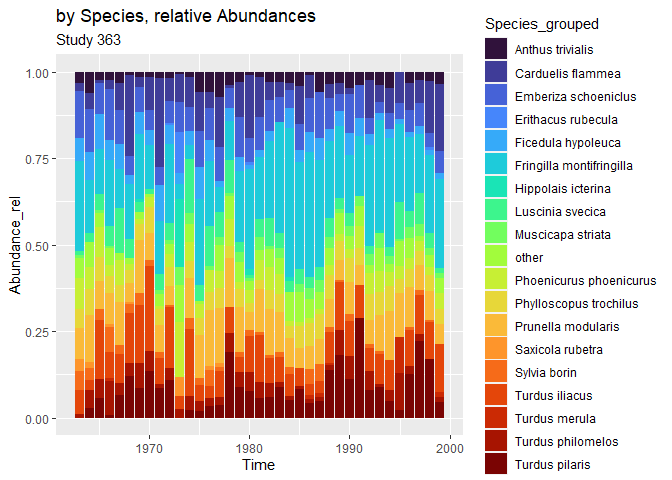 by Species, relative Abundances
Study 363
Abundance_rel
1.00
0.75
0.50
0.25
0.00
1970
1980
1990
2000
Time
Species_grouped
Anthus trivialis
Carduelis flammea
Emberiza schoeniclus
Erithacus rubecula
Ficedula hypoleuca
Fringilla montifringilla
Hippolais icterina
Luscinia svecica
Muscicapa striata
other
Phoenicurus phoenicurus
Phylloscopus trochilus
Prunella modularis
Saxicola rubetra
Sylvia borin
Turdus iliacus
Turdus merula
Turdus philomelos
Turdus pilaris